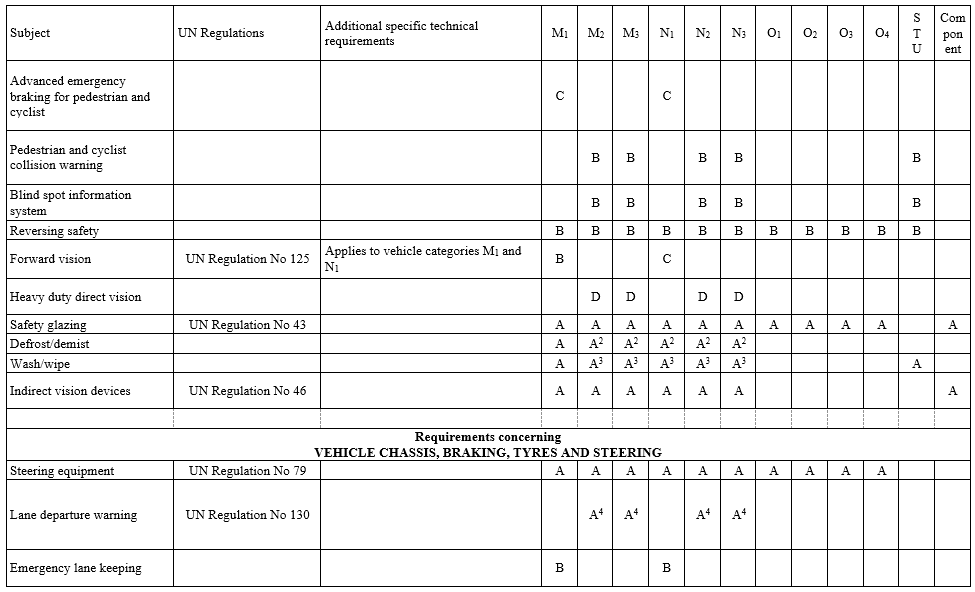 Subject UN Regulations Additional specific technical requirements M1 M2 M3 N1 N2 N3 O1 O2 O3 O4 STU Component
Advanced emergency braking for pedestrian and cyclist C C
Pedestrian and cyclist collision warning B B B B B
Blind spot information system B B B B B
Reversing safety B B B B B B B B B B B
Forward vision UN Regulation No 125 Applies to vehicle categories M1 and N1 B C
Heavy duty direct vision D D D D
Safety glazing UN Regulation No 43 A A A A A A A A A A A
Defrost/demist A A² A² A² A² A²
Wash/wipe A A³ A³ A³ A³ A³ A
Indirect vision devices UN Regulation No 46 A A A A A A A
Requirements concerning
VEHICLE CHASSIS, BRAKING, TYRES AND STEERING
Steering equipment UN Regulation No 79 A A A A A A A A A A
Lane departure warning UN Regulation No 130 A⁴ A⁴ A⁴ A⁴
Emergency lane keeping B B